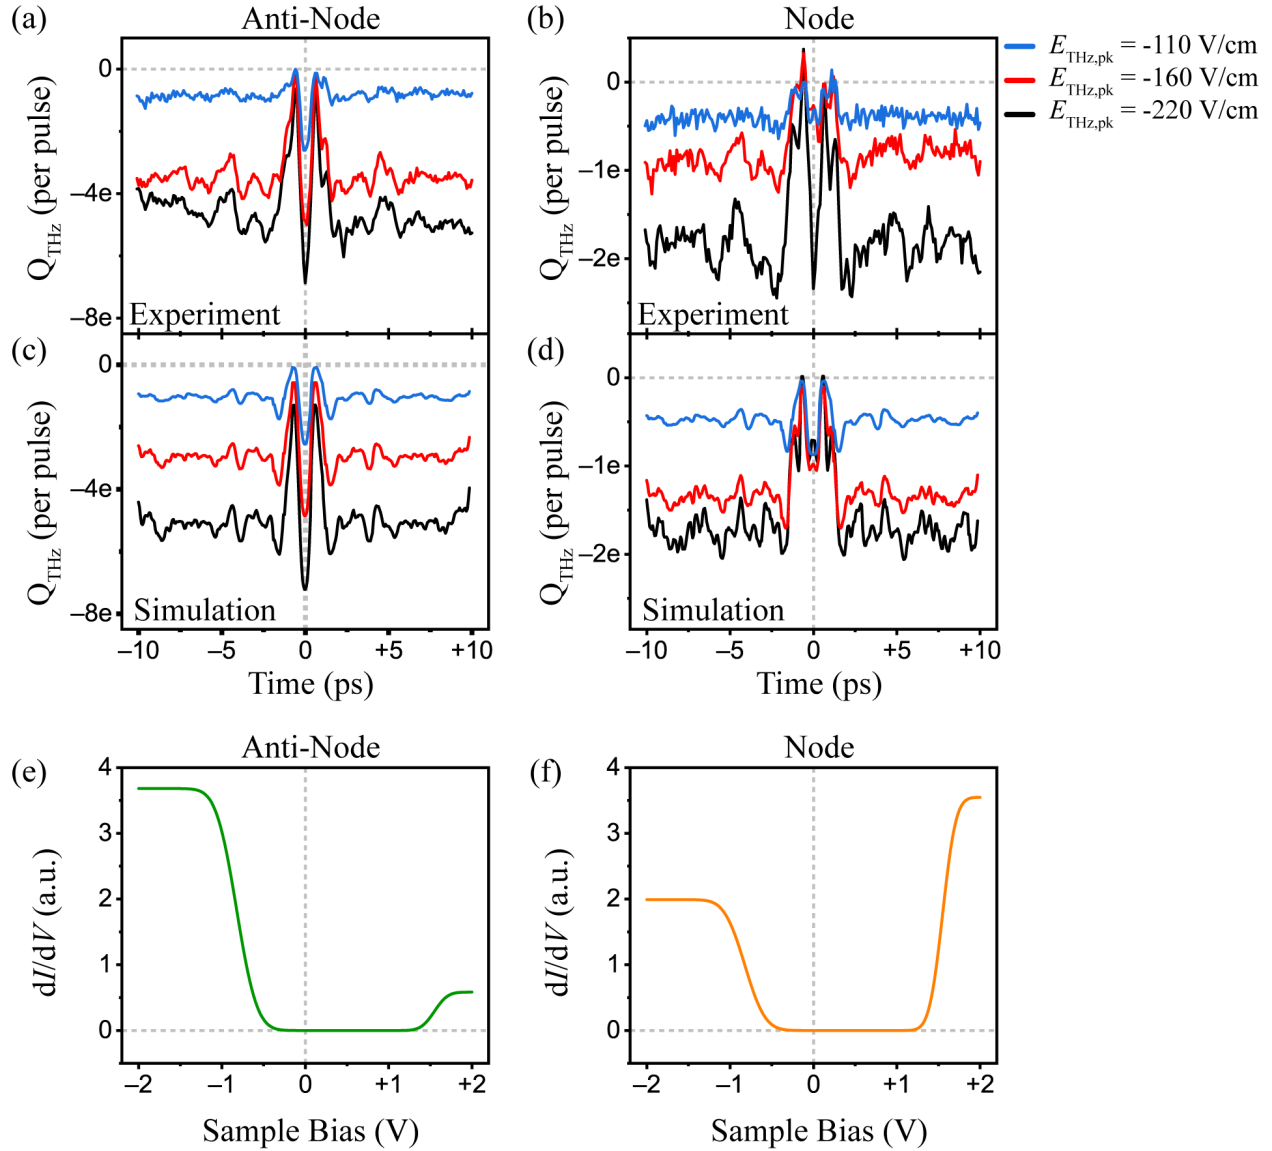 (a) Anti-Node
(b) Node
E_THz,pk = -110 V/cm
E_THz,pk = -160 V/cm
E_THz,pk = -220 V/cm
Q_THz (per pulse)
0
−4e
−8e
Experiment
Q_THz (per pulse)
0
−1e
−2e
Experiment
(c)
Q_THz (per pulse)
0
−4e
−8e
Simulation
−10 −5 0 +5 +10
Time (ps)
(d)
Q_THz (per pulse)
0
−1e
−2e
Simulation
−10 −5 0 +5 +10
Time (ps)
(e) Anti-Node
dI/dV (a.u.)
4
3
2
1
0
−2 −1 0 +1 +2
Sample Bias (V)
(f) Node
dI/dV (a.u.)
4
3
2
1
0
−2 −1 0 +1 +2
Sample Bias (V)